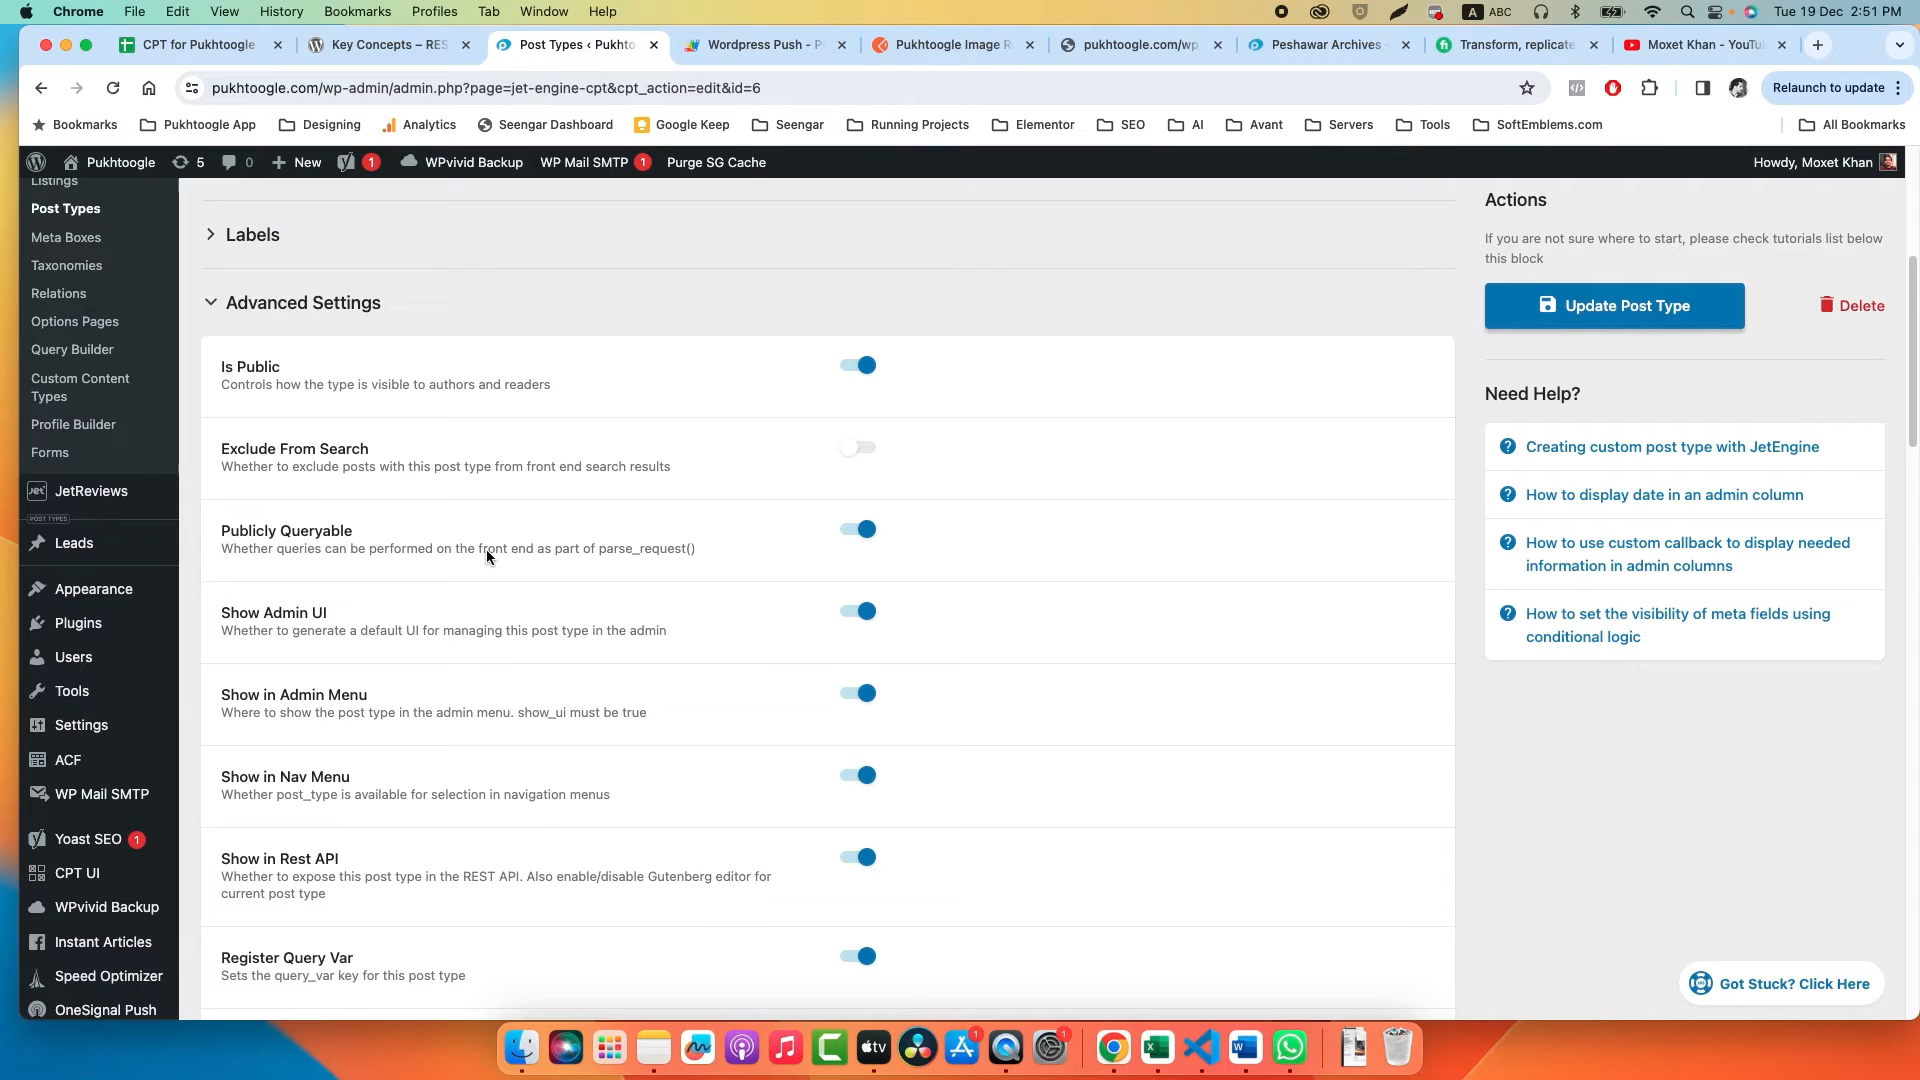 Chrome File Edit View History Bookmarks Profiles Tab Window Help
A ABC Tue 19 Dec 2:51 PM
CPT for Pukhtoogle
Key Concepts – RES
Post Types ‹ Pukhto
Wordpress Push - P
Pukhtoogle Image R
pukhtoogle.com/wp
Peshawar Archives
Transform, replicate
Moxet Khan - YouTu
pukhtoogle.com/wp-admin/admin.php?page=jet-engine-cpt&cpt_action=edit&id=6
Relaunch to update
Bookmarks Pukhtoogle App Designing Analytics Seengar Dashboard Google Keep Seengar Running Projects Elementor SEO AI Avant Servers Tools SoftEmblems.com All Bookmarks
Pukhtoogle 5 0 New 1 WPvivid Backup WP Mail SMTP 1 Purge SG Cache Howdy, Moxet Khan
Listings
Post Types
Meta Boxes
Taxonomies
Relations
Options Pages
Query Builder
Custom Content
Types
Profile Builder
Forms
JetReviews
POST TYPES
Leads
Appearance
Plugins
Users
Tools
Settings
ACF
WP Mail SMTP
Yoast SEO 1
CPT UI
WPvivid Backup
Instant Articles
Speed Optimizer
OneSignal Push
Labels
Advanced Settings
Is Public
Controls how the type is visible to authors and readers
Exclude From Search
Whether to exclude posts with this post type from front end search results
Publicly Queryable
Whether queries can be performed on the front end as part of parse_request()
Show Admin UI
Whether to generate a default UI for managing this post type in the admin
Show in Admin Menu
Where to show the post type in the admin menu. show_ui must be true
Show in Nav Menu
Whether post_type is available for selection in navigation menus
Show in Rest API
Whether to expose this post type in the REST API. Also enable/disable Gutenberg editor for
current post type
Register Query Var
Sets the query_var key for this post type
Actions
If you are not sure where to start, please check tutorials list below
this block
Update Post Type
Delete
Need Help?
Creating custom post type with JetEngine
How to display date in an admin column
How to use custom callback to display needed
information in admin columns
How to set the visibility of meta fields using
conditional logic
Got Stuck? Click Here
tv
1
1